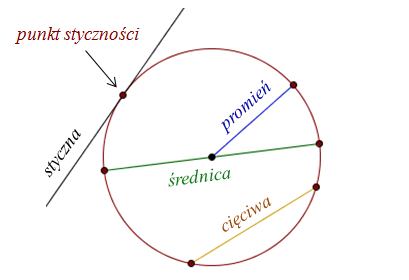 punkt styczności
promień
styczna
średnica
cięciwa